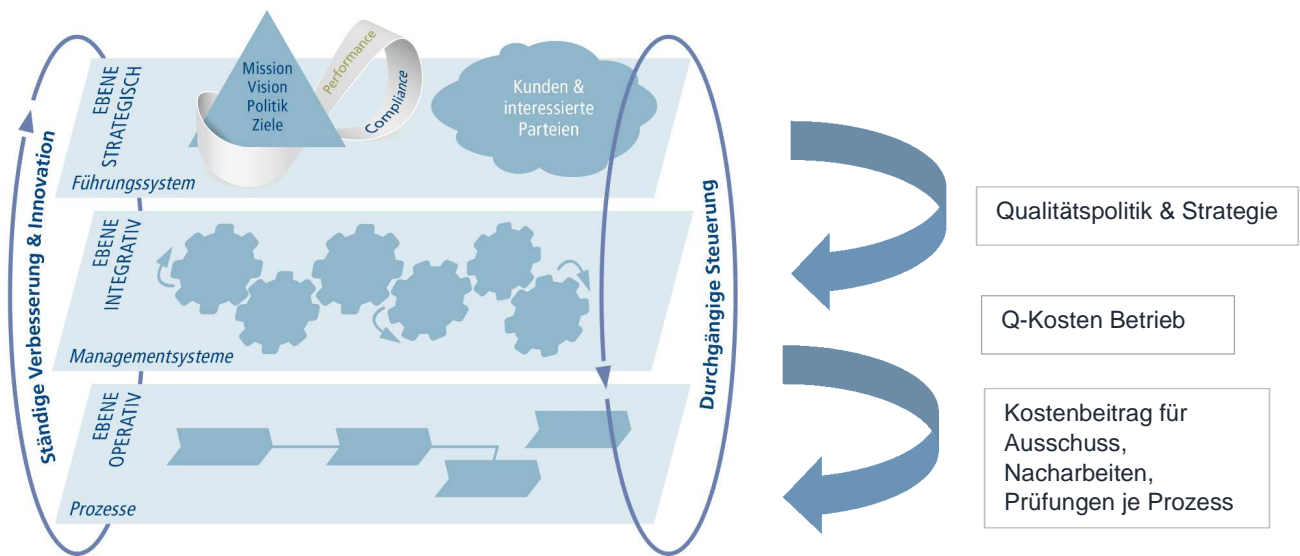 Ständige Verbesserung & Innovation
EBENE
STRATEGISCH
Mission
Vision
Politik
Ziele
Performance
Compliance
Kunden &
interessierte
Parteien
Führungssystem
EBENE
INTEGRATIV
Managementsysteme
EBENE
OPERATIV
Prozesse
Durchgängige Steuerung
Qualitätspolitik & Strategie
Q-Kosten Betrieb
Kostenbeitrag für
Ausschuss,
Nacharbeiten,
Prüfungen je Prozess